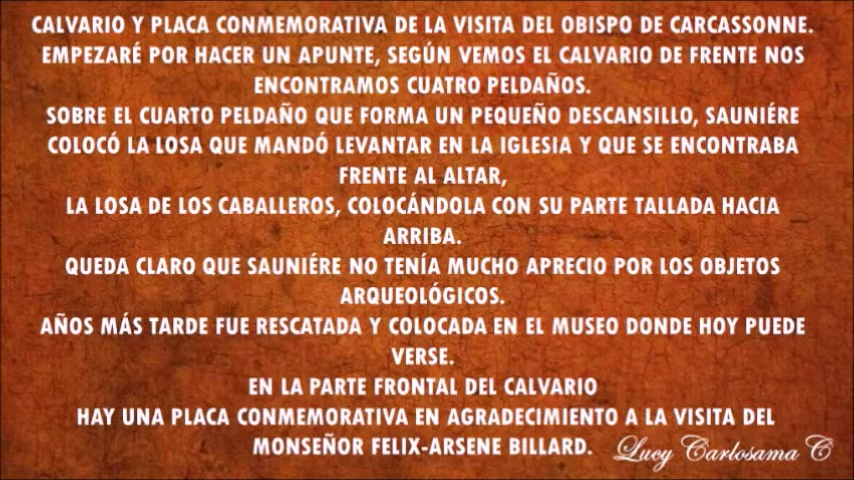 CALVARIO Y PLACA CONMEMORATIVA DE LA VISITA DEL OBISPO DE CARCASSONNE.
EMPEZARÉ POR HACER UN APUNTE, SEGÚN VEMOS EL CALVARIO DE FRENTE NOS
ENCONTRAMOS CUATRO PELDAÑOS.
SOBRE EL CUARTO PELDAÑO QUE FORMA UN PEQUEÑO DESCANSILLO, SAUNIÉRE
COLOCÓ LA LOSA QUE MANDÓ LEVANTAR EN LA IGLESIA Y QUE SE ENCONTRABA
FRENTE AL ALTAR,
LA LOSA DE LOS CABALLEROS, COLOCÁNDOLA CON SU PARTE TALLADA HACIA
ARRIBA.
QUEDA CLARO QUE SAUNIÉRE NO TENÍA MUCHO APRECIO POR LOS OBJETOS
ARQUEOLÓGICOS.
AÑOS MÁS TARDE FUE RESCATADA Y COLOCADA EN EL MUSEO DONDE HOY PUEDE
VERSE.
EN LA PARTE FRONTAL DEL CALVARIO
HAY UNA PLACA CONMEMORATIVA EN AGRADECIMIENTO A LA VISITA DEL
MONSEÑOR FELIX-ARSENE BILLARD.
Lucy Carlosama C